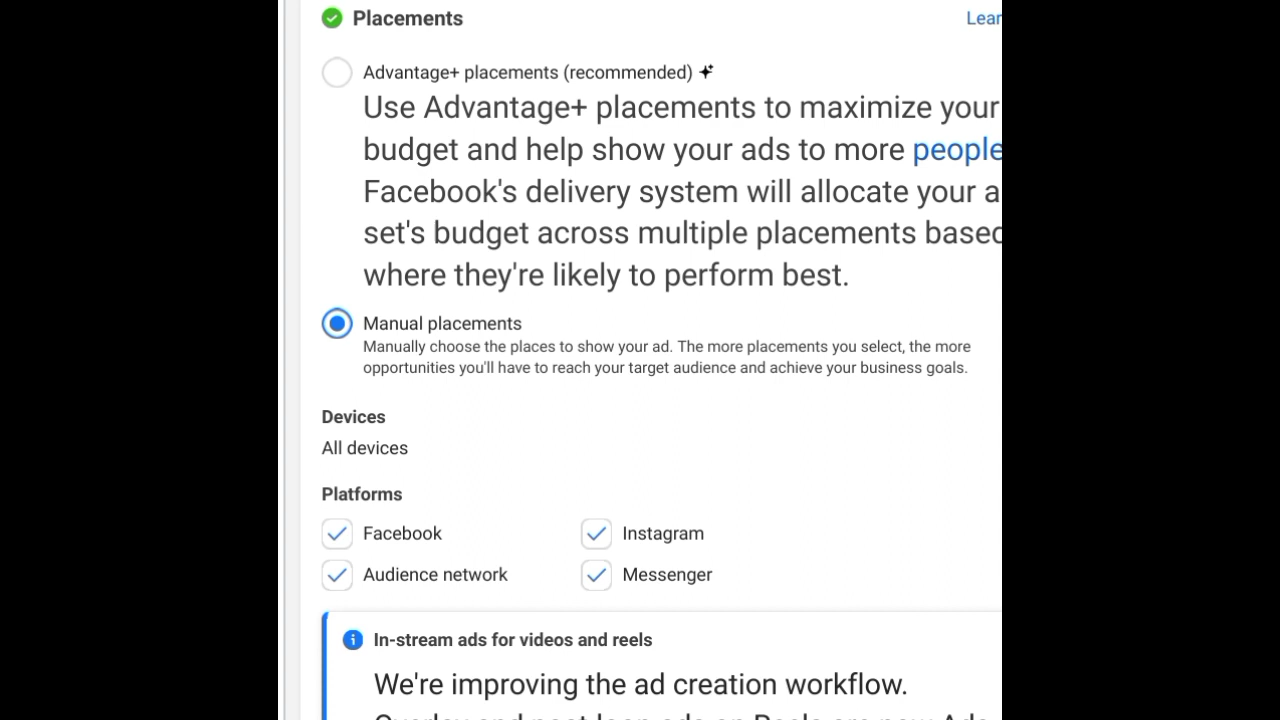 Placements
Lear
Advantage+ placements (recommended)
Use Advantage+ placements to maximize your
budget and help show your ads to more people
Facebook's delivery system will allocate your a
set's budget across multiple placements based
where they're likely to perform best.
Manual placements
Manually choose the places to show your ad. The more placements you select, the more
opportunities you'll have to reach your target audience and achieve your business goals.
Devices
All devices
Platforms
Facebook
Instagram
Audience network
Messenger
In-stream ads for videos and reels
We're improving the ad creation workflow.